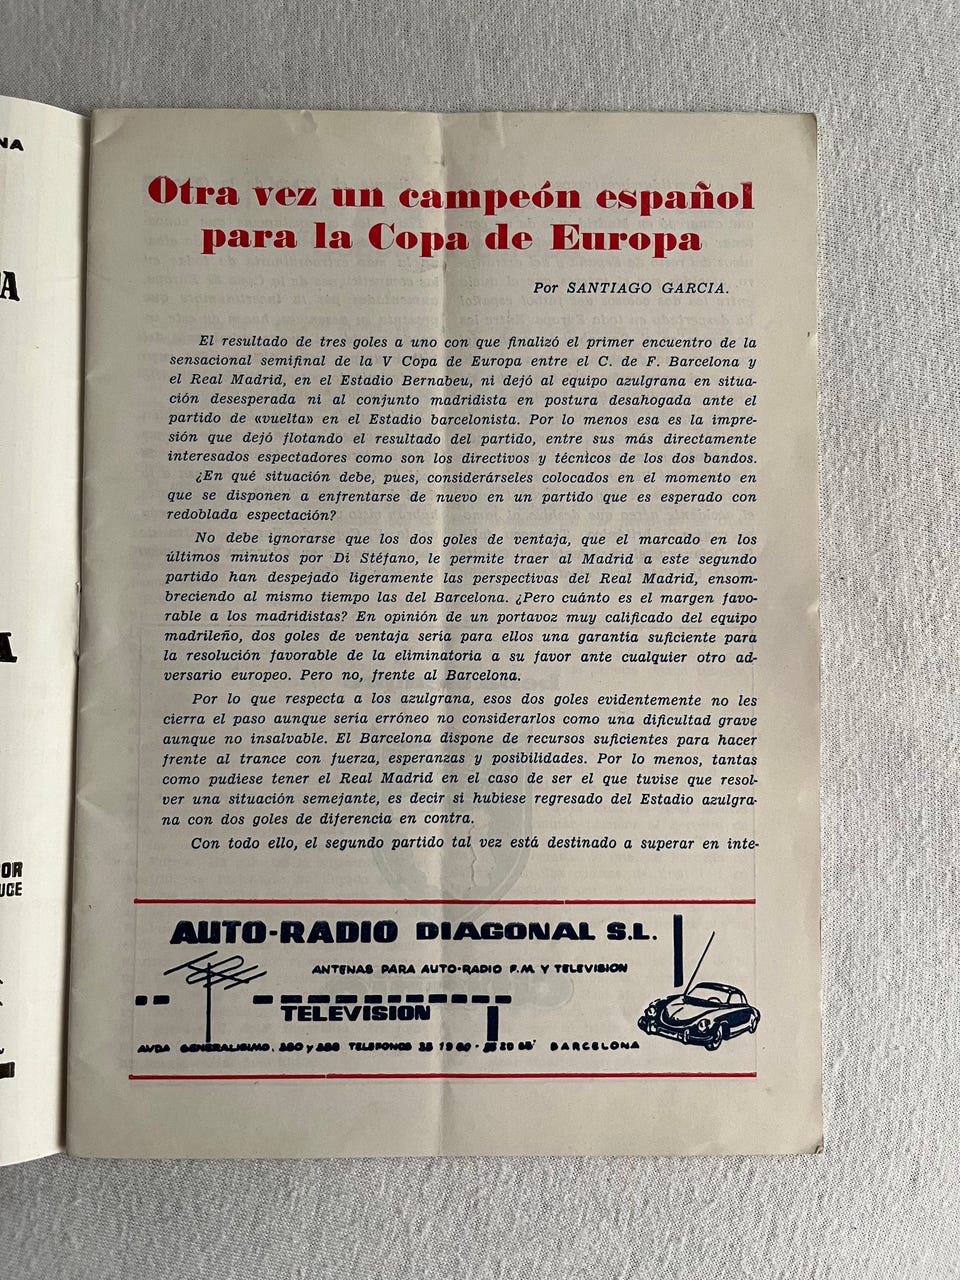 NA
A
A
OR
UCE
Otra vez un campeón español
para la Copa de Europa
Por SANTIAGO GARCIA.
El resultado de tres goles a uno con que finalizó el primer encuentro de la
sensacional semifinal de la V Copa de Europa entre el C. de F. Barcelona y
el Real Madrid, en el Estadio Bernabeu, ni dejó al equipo azulgrana en situa-
ción desesperada ni al conjunto madridista en postura desahogada ante el
partido de «vuelta» en el Estadio barcelonista. Por lo menos esa es la impre-
sión que dejó flotando el resultado del partido, entre sus más directamente
interesados espectadores como son los directivos y técnicos de los dos bandos.
¿En qué situación debe, pues, considerárseles colocados en el momento en
que se disponen a enfrentarse de nuevo en un partido que es esperado con
redoblada espectación?
No debe ignorarse que los dos goles de ventaja, que el marcado en los
últimos minutos por Di Stéfano, le permite traer al Madrid a este segundo
partido han despejado ligeramente las perspectivas del Real Madrid, ensom-
breciendo al mismo tiempo las del Barcelona. ¿Pero cuánto es el margen favo-
rable a los madridistas? En opinión de un portavoz muy calificado del equipo
madrileño, dos goles de ventaja sería para ellos una garantía suficiente para
la resolución favorable de la eliminatoria a su favor ante cualquier otro ad-
versario europeo. Pero no, frente al Barcelona.
Por lo que respecta a los azulgrana, esos dos goles evidentemente no les
cierra el paso aunque sería erróneo no considerarlos como una dificultad grave
aunque no insalvable. El Barcelona dispone de recursos suficientes para hacer
frente al trance con fuerza, esperanzas y posibilidades. Por lo menos, tantas
como pudiese tener el Real Madrid en el caso de ser el que tuvise que resol-
ver una situación semejante, es decir si hubiese regresado del Estadio azulgra-
na con dos goles de diferencia en contra.
Con todo ello, el segundo partido tal vez está destinado a superar en inte-
AUTO-RADIO DIAGONAL S.L.
ANTENAS PARA AUTO-RADIO F.M. Y TELEVISION
TELEVISION
AVDA GENERALISIMO, y TELEFONOS BARCELONA